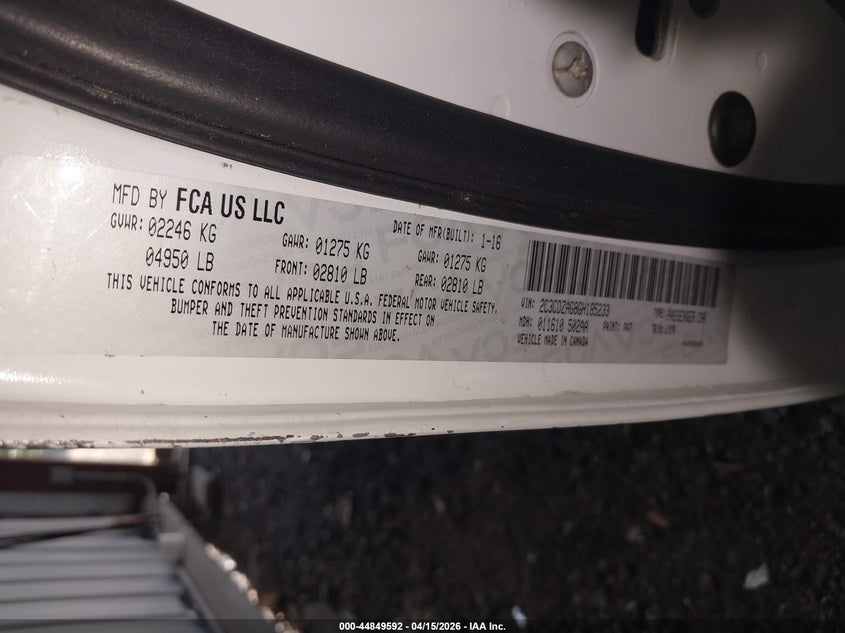 MFD BY FCA US LLC
DATE OF MFR(BUILT): 1-16
GVWR: 02246 KG
GAWR: 01275 KG
GAWR: 01275 KG
04950 LB
FRONT: 02810 LB
REAR: 02810 LB
THIS VEHICLE CONFORMS TO ALL APPLICABLE U.S.A. FEDERAL MOTOR VEHICLE SAFETY,
BUMPER AND THEFT PREVENTION STANDARDS IN EFFECT ON
THE DATE OF MANUFACTURE SHOWN ABOVE.
VIN: 2C3CDZAG8GH185233
TYPE: PASSENGER CAR
MDH: 011610 502AA
PAINT: PW7
TRIM:
VEHICLE MADE IN CANADA
000-44849592 - 04/15/2026 - IAA Inc.